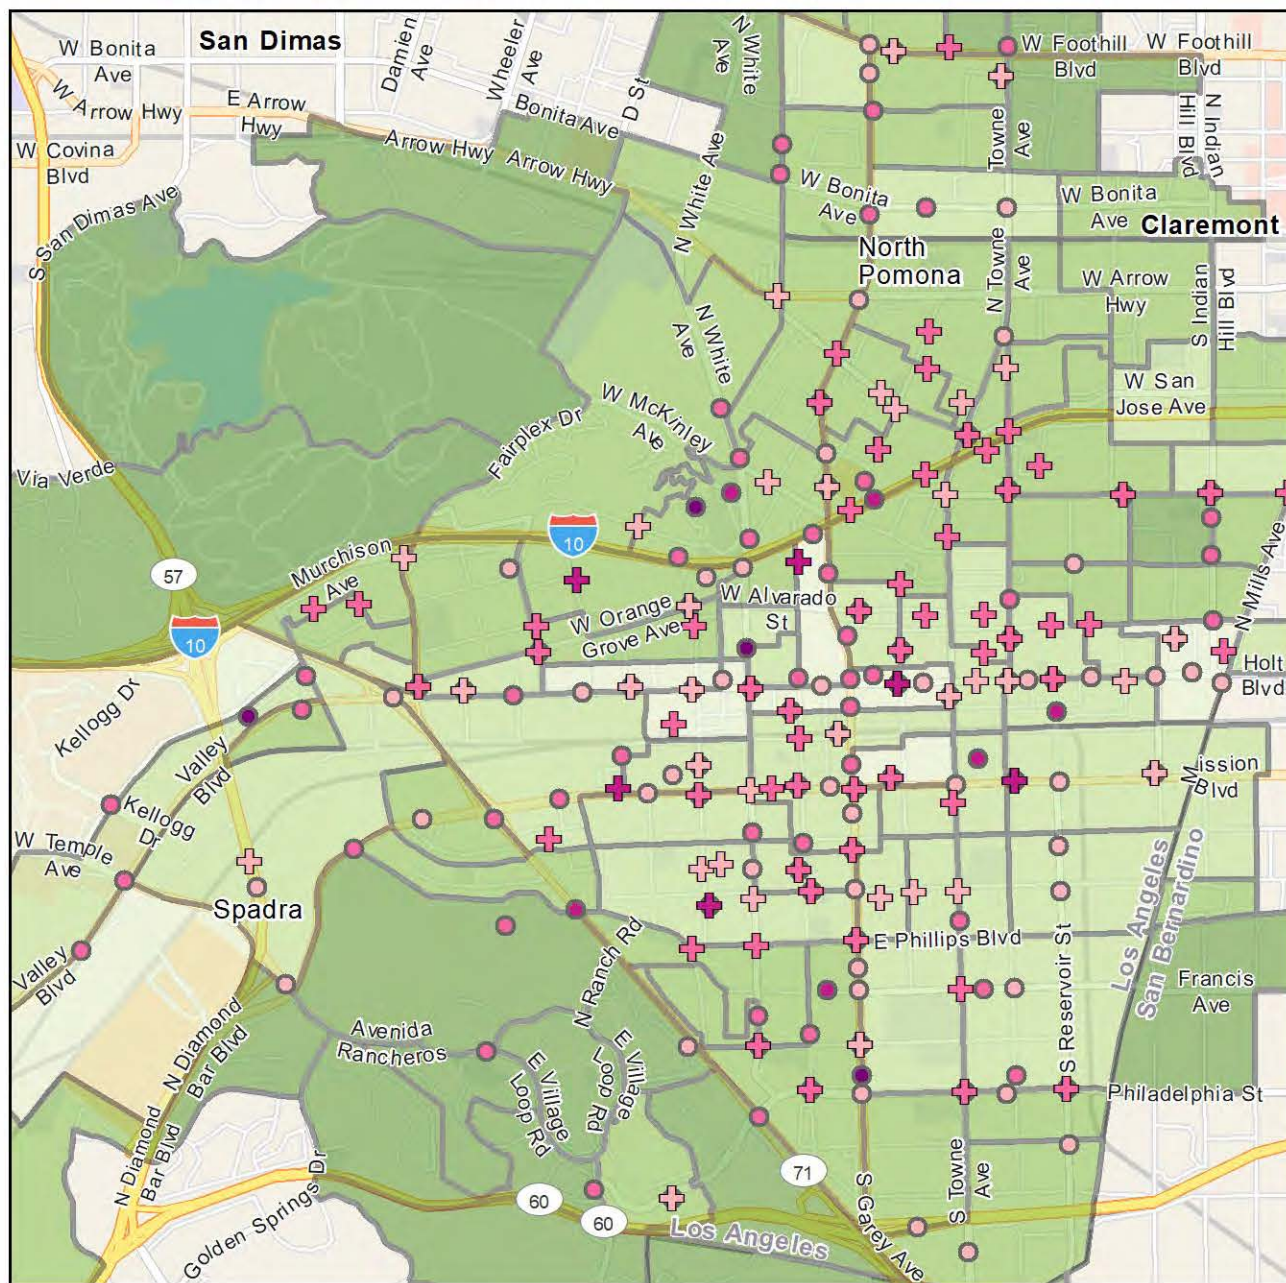 San Dimas
W Bonita
Ave
Damien
Ave
Wheeler
Ave
D St
N White
Ave
W Foothill
Blvd
W Foothill
Blvd
W Arrow Hwy
E Arrow
Hwy
Bonita Ave
Arrow Hwy
Arrow Hwy
W Covina
Blvd
Towne
Ave
N Indian
Hill Blvd
N White Ave
W Bonita
Ave
W Bonita
Ave
Claremont
S San Dimas Ave
North
Pomona
N Towne
Ave
W Arrow
Hwy
S Indian
Hill Blvd
N White
Ave
W San
Jose Ave
W McKinley
Ave
Fairplex Dr
Via Verde
10
57
Murchison
Ave
N Mills Ave
W Orange
Grove Ave
W Alvarado
St
10
Holt
Blvd
Kellogg Dr
Valley
Blvd
Mission
Blvd
Kellogg
Dr
W Temple
Ave
Los Angeles
San Bernardino
Spadra
E Phillips Blvd
Valley
Blvd
N Ranch Rd
S Reservoir St
Francis
Ave
N Diamond
Bar Blvd
Avenida
Rancheros
E Village
Loop Rd
E Village
Loop Rd
Philadelphia St
N Diamond
Bar Blvd
71
S Towne
Ave
60
60
Golden Springs Dr
Los Angeles
S Garey Ave